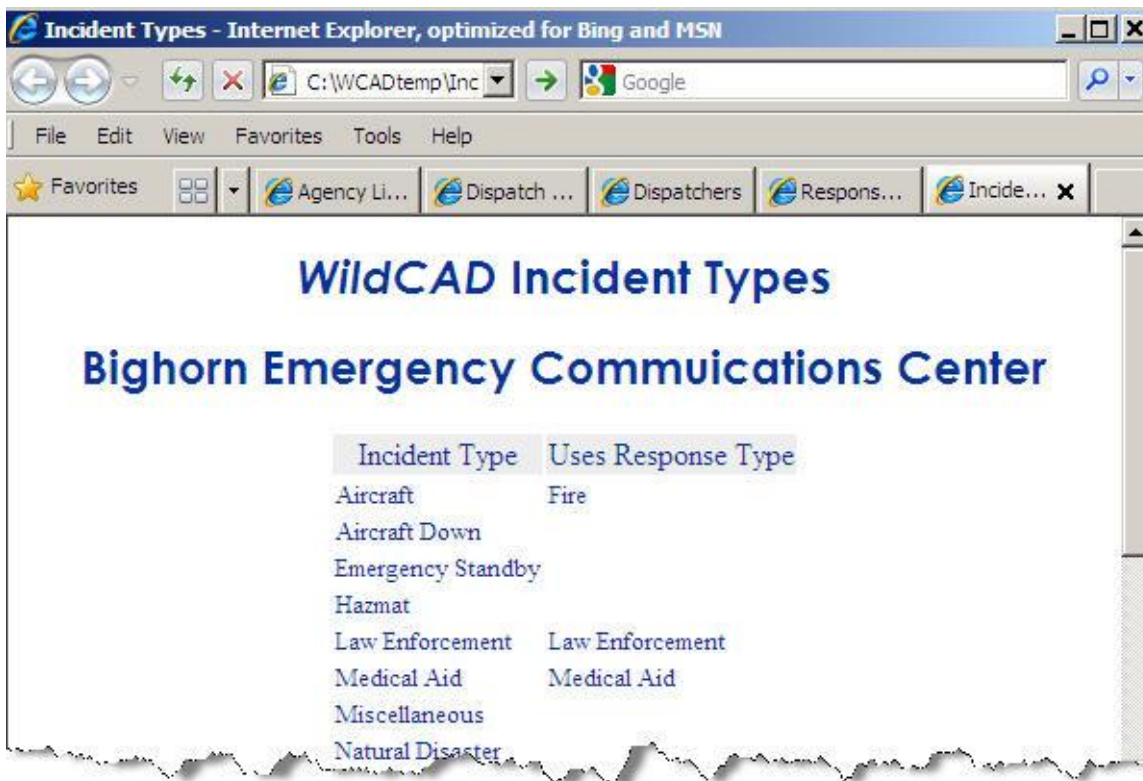 Incident Types - Internet Explorer, optimized for Bing and MSN
C:\WCADtemp\Inc
Google
File Edit View Favorites Tools Help
Favorites
Agency Li...
Dispatch ...
Dispatchers
Respons...
Incide...
WildCAD Incident Types
Bighorn Emergency Commuications Center
Incident Type Uses Response Type
Aircraft Fire
Aircraft Down
Emergency Standby
Hazmat
Law Enforcement Law Enforcement
Medical Aid Medical Aid
Miscellaneous
Natural Disaster